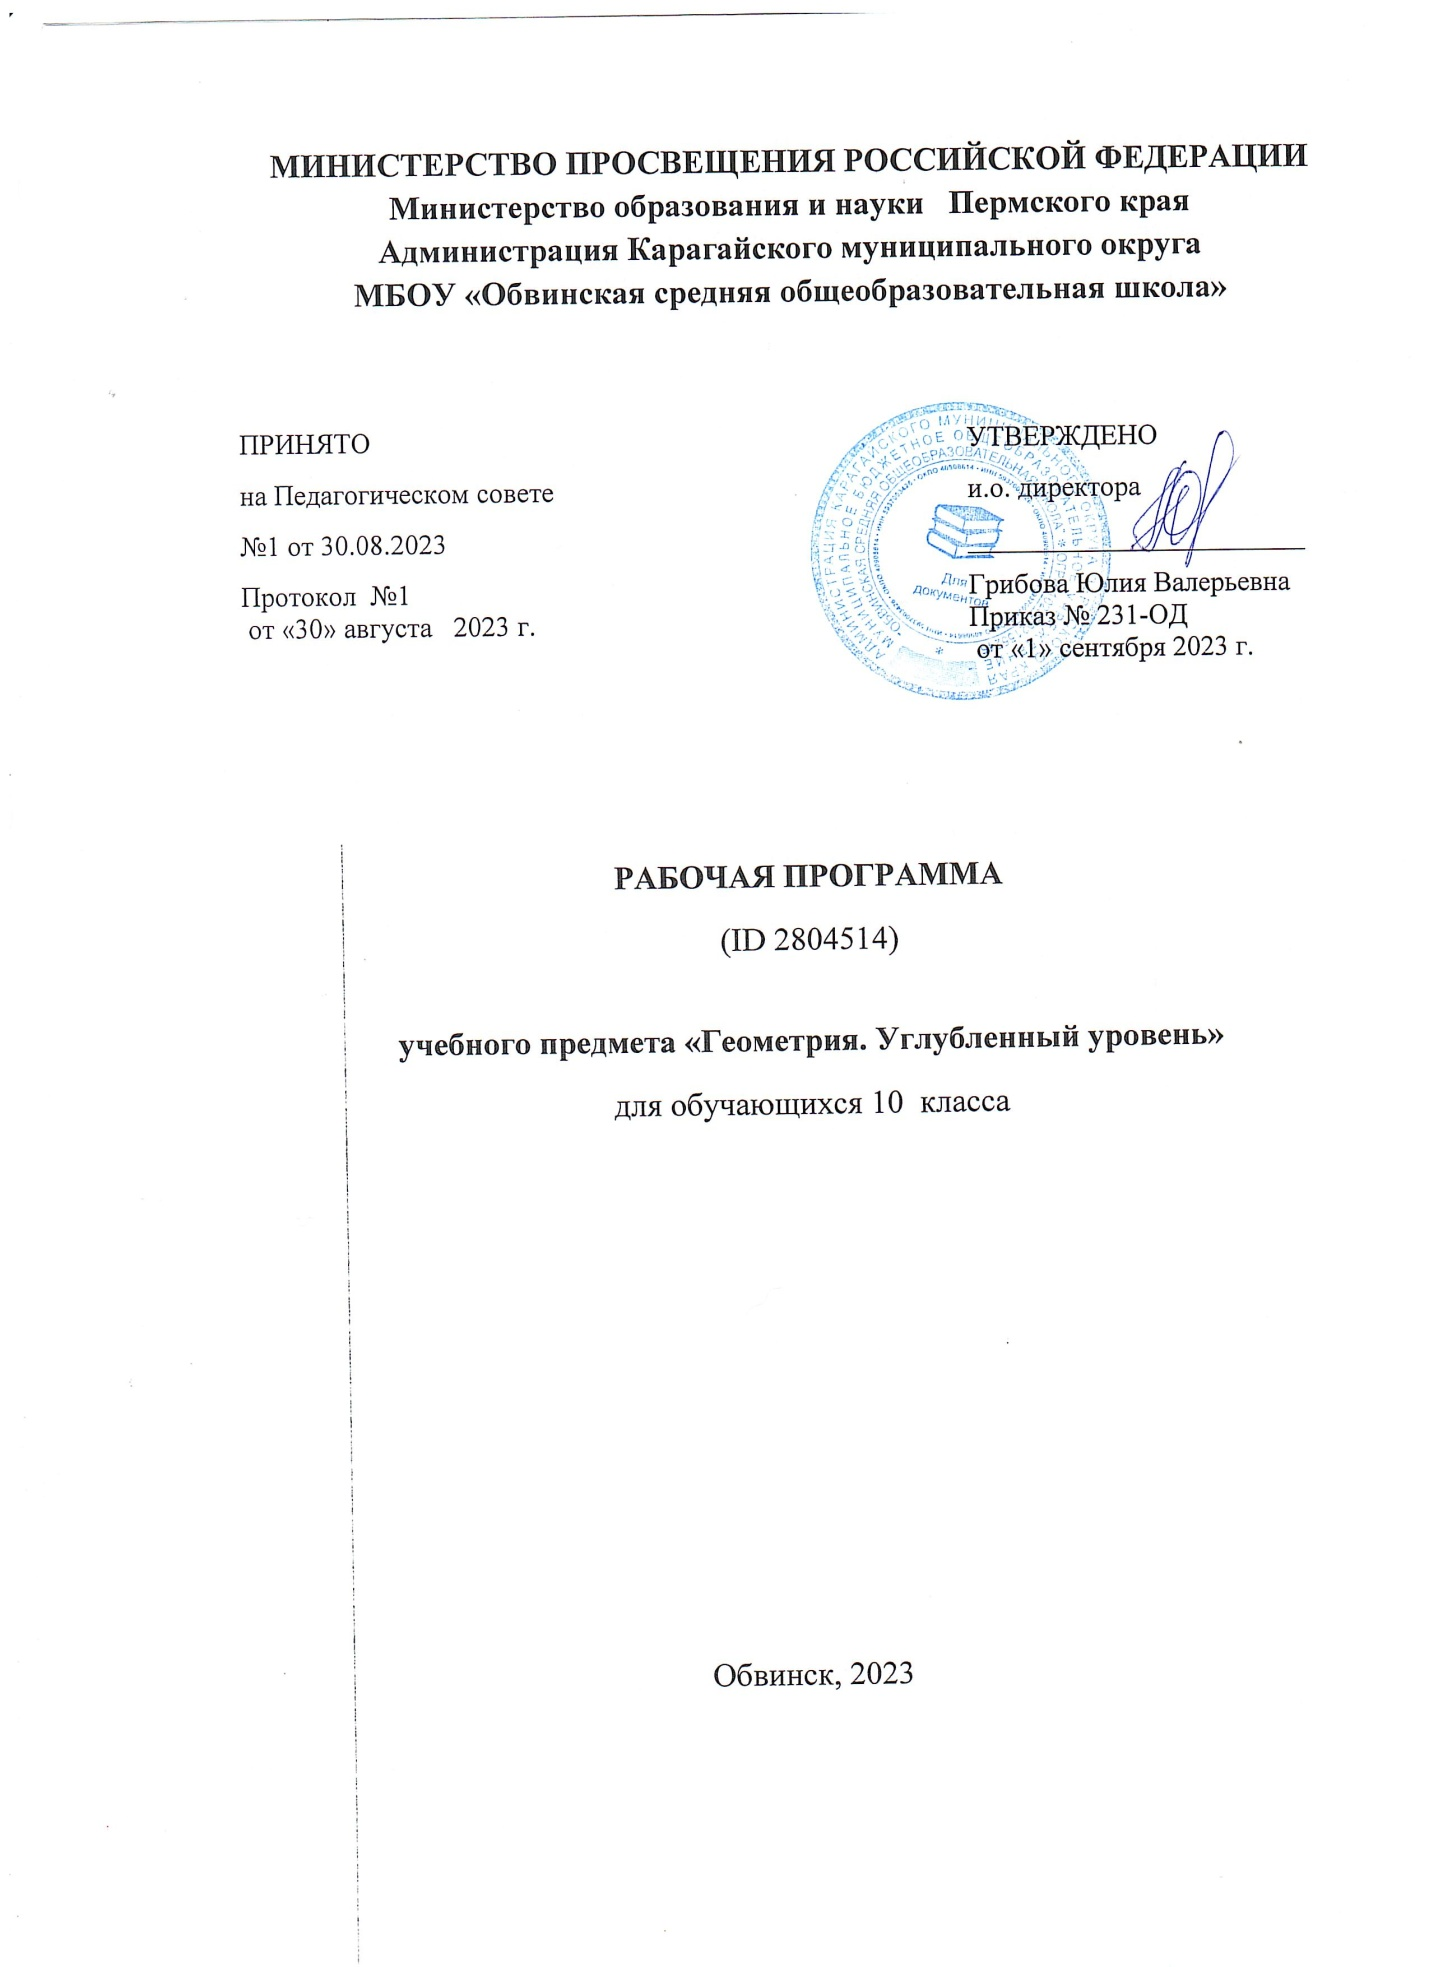 МИНИСТЕРСТВО ПРОСВЕЩЕНИЯ РОССИЙСКОЙ ФЕДЕРАЦИИ
Министерство образования и науки Пермского края
Администрация Карагайского муниципального округа
МБОУ «Обвинская средняя общеобразовательная школа»
ПРИНЯТО
на Педагогическом совете
№1 от 30.08.2023
Протокол №1
от «30» августа 2023 г.
УТВЕРЖДЕНО
и.о. директора
Грибова Юлия Валерьевна
Приказ № 231-ОД
от «1» сентября 2023 г.
Для
документов
РАБОЧАЯ ПРОГРАММА
(ID 2804514)
учебного предмета «Геометрия. Углубленный уровень»
для обучающихся 10 класса
Обвинск, 2023